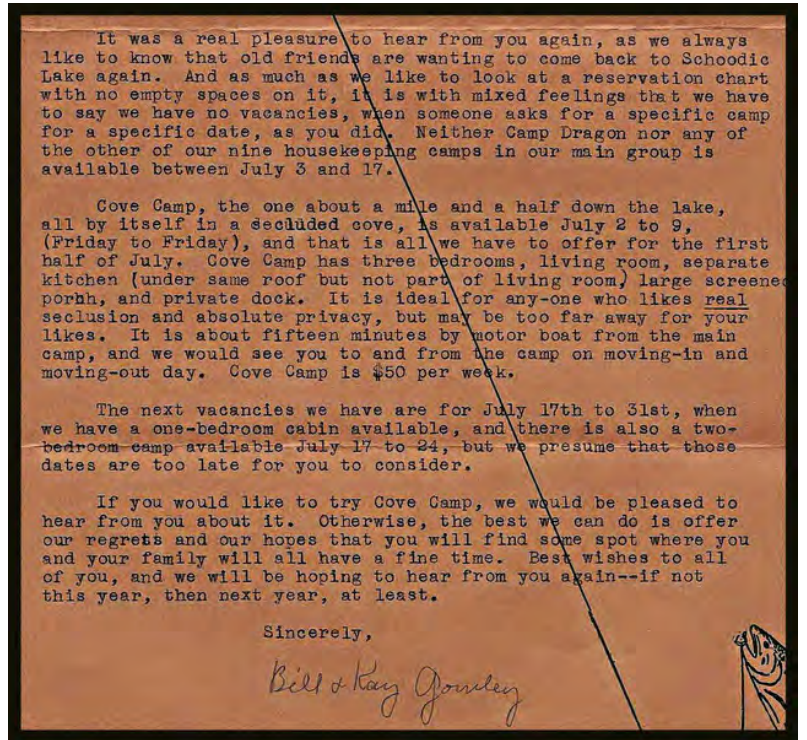 It was a real pleasure to hear from you again, as we always
like to know that old friends are wanting to come back to Schoodic
Lake again. And as much as we like to look at a reservation chart
with no empty spaces on it, it is with mixed feelings that we have
to say we have no vacancies, when someone asks for a specific camp
for a specific date, as you did. Neither Camp Dragon nor any of
the other of our nine housekeeping camps in our main group is
available between July 3 and 17.
Cove Camp, the one about a mile and a half down the lake,
all by itself in a secluded cove, is available July 2 to 9,
(Friday to Friday), and that is all we have to offer for the first
half of July. Cove Camp has three bedrooms, living room, separate
kitchen (under same roof but not part of living room) large screened
porbh, and private dock. It is ideal for any-one who likes real
seclusion and absolute privacy, but may be too far away for your
likes. It is about fifteen minutes by motor boat from the main
camp, and we would see you to and from the camp on moving-in and
moving-out day. Cove Camp is $50 per week.
The next vacancies we have are for July 17th to 31st, when
we have a one-bedroom cabin available, and there is also a two-
bedroom camp available July 17 to 24, but we presume that those
dates are too late for you to consider.
If you would like to try Cove Camp, we would be pleased to
hear from you about it. Otherwise, the best we can do is offer
our regrets and our hopes that you will find some spot where you
and your family will all have a fine time. Best wishes to all
of you, and we will be hoping to hear from you again--if not
this year, then next year, at least.
Sincerely,
Bill & Kay Gormley